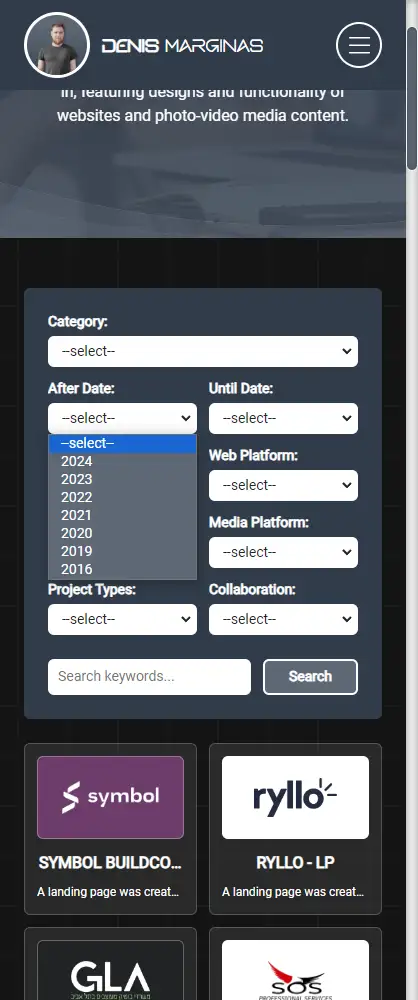 DENIS MARGINAS
in, featuring designs and functionality of
websites and photo-video media content.
Category:
--select--
After Date:
Until Date:
--select--
--select--
--select--
2024
2023
2022
2021
2020
2019
2016
Web Platform:
--select--
Media Platform:
--select--
Project Types:
Collaboration:
--select--
--select--
Search keywords...
Search
symbol
ryllo
SYMBOL BUILDCO...
RYLLO - LP
A landing page was creat...
A landing page was creat...
GLA
SOS
PROFESSIONAL SERVICES